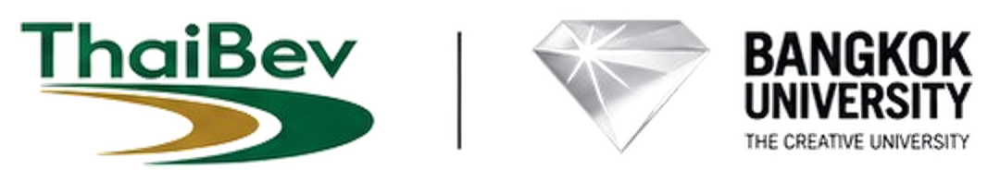 ThaiBev
BANGKOK
UNIVERSITY
THE CREATIVE UNIVERSITY